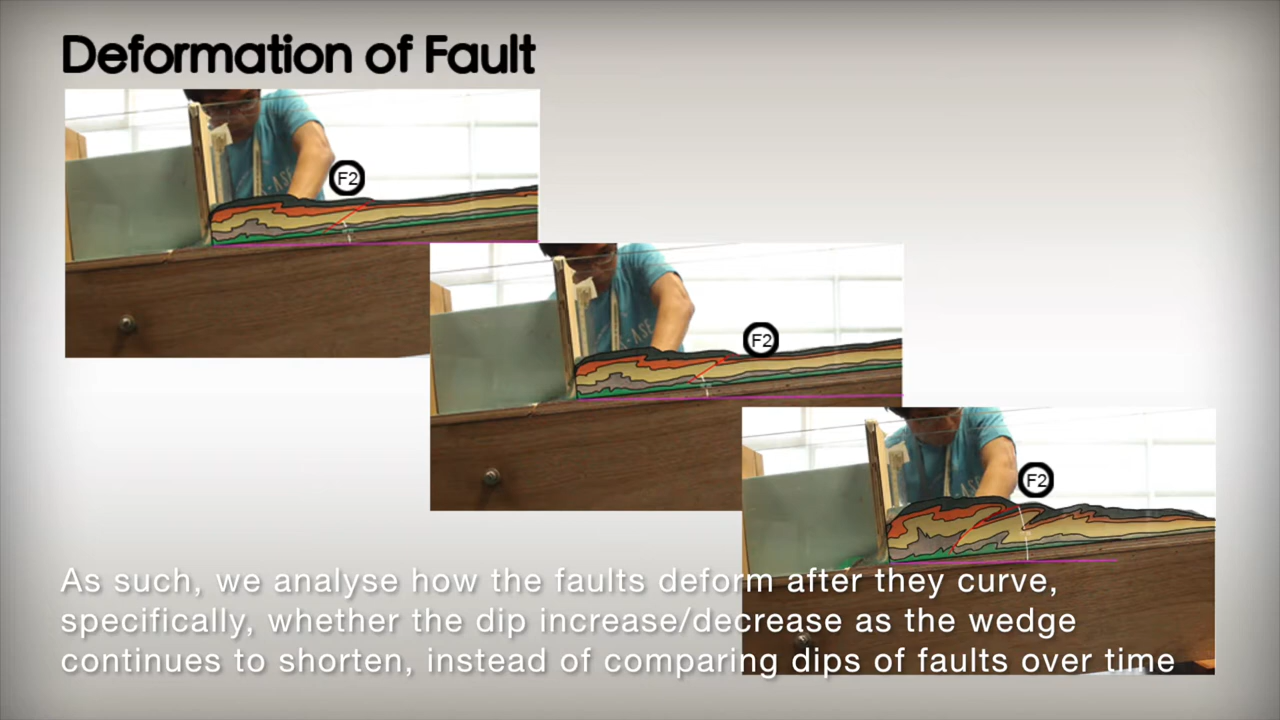 Deformation of Fault
F2
F2
F2
As such, we analyse how the faults deform after they curve,
specifically, whether the dip increase/decrease as the wedge
continues to shorten, instead of comparing dips of faults over time